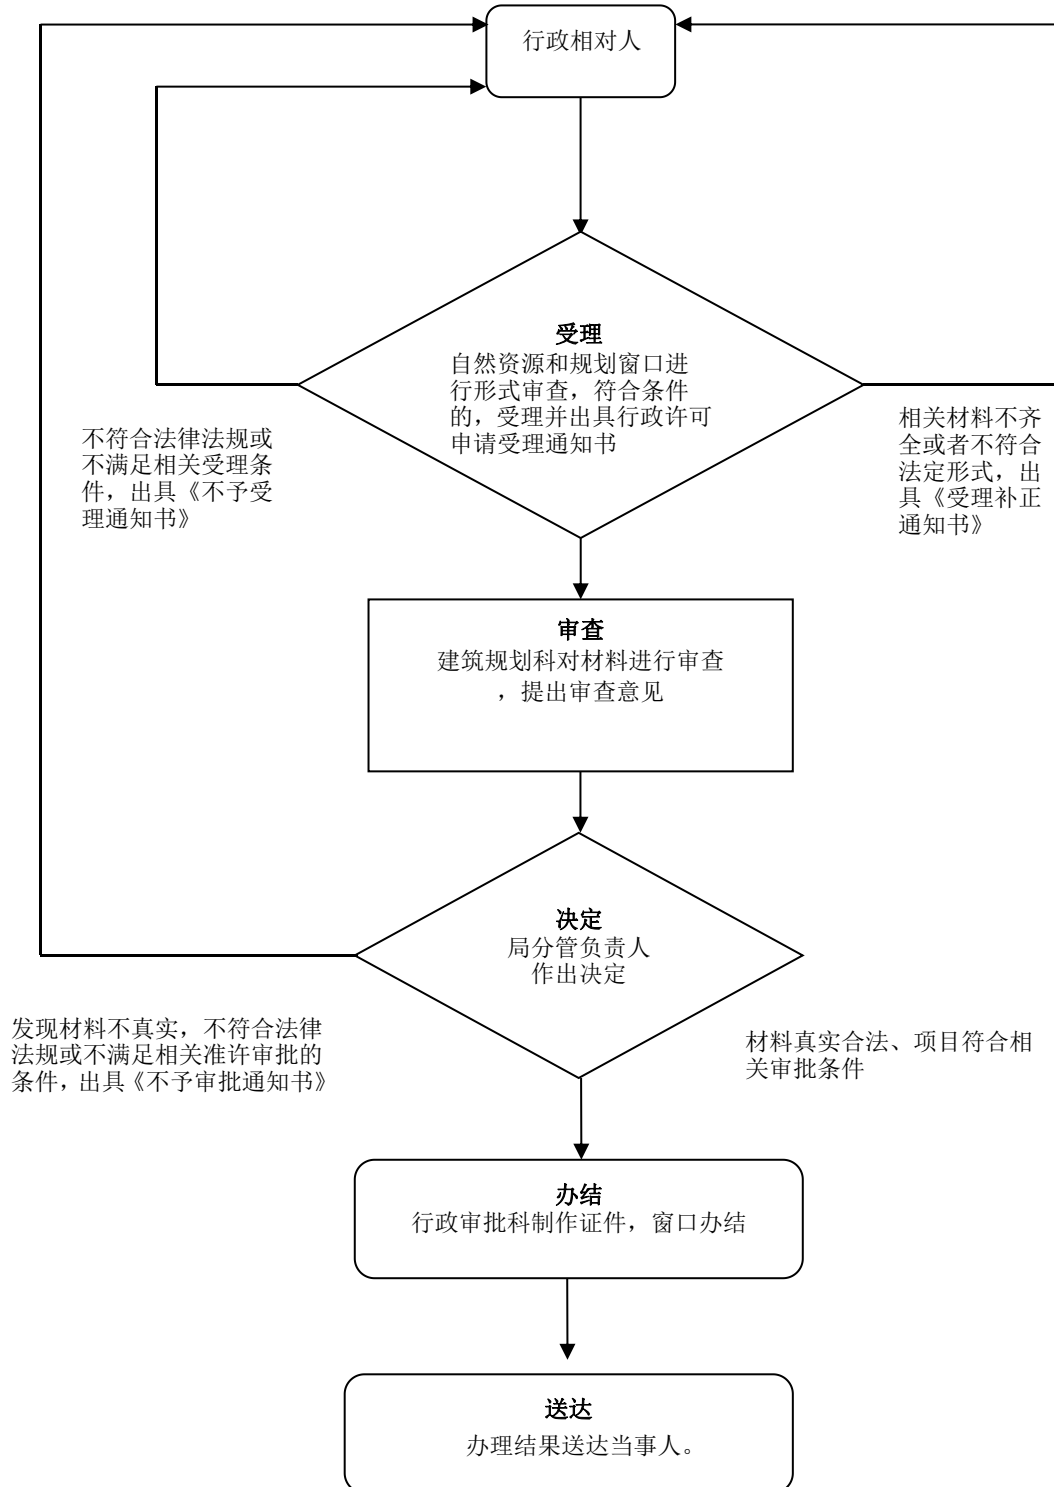 行政相对人
受理
自然资源和规划窗口进
行形式审查，符合条件
的，受理并出具行政许可
申请受理通知书
不符合法律法规或
不满足相关受理条
件，出具《不予受
理通知书》
相关材料不齐
全或者不符合
法定形式，出
具《受理补正
通知书》
审查
建筑规划科对材料进行审查
，提出审查意见
决定
局分管负责人
作出决定
发现材料不真实，不符合法律
法规或不满足相关准许审批的
条件，出具《不予审批通知书》
材料真实合法、项目符合相
关审批条件
办结
行政审批科制作证件，窗口办结
送达
办理结果送达当事人。